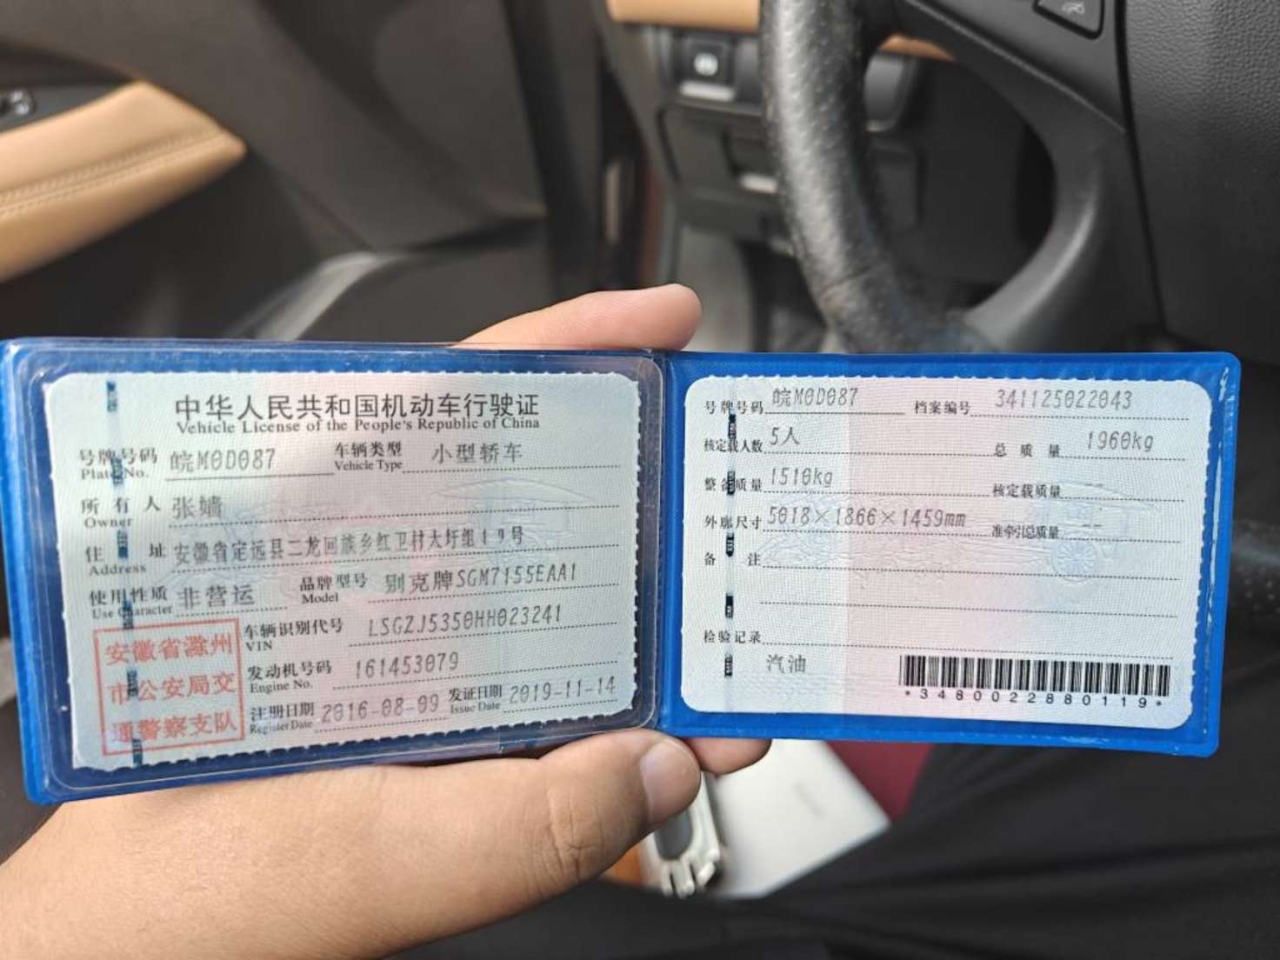 中华人民共和国机动车行驶证
Vehicle License of the People's Republic of China
号牌号码 皖M0D087 车辆类型 小型轿车
Plate No. Vehicle Type
所有人 张嫱
Owner
住址 安徽省定远县二龙回族乡红卫村大圩组19号
Address
使用性质 非营运 品牌型号 别克牌SGM7155EAA1
Use Character Model
车辆识别代号 LSGZJ5350HH023241
VIN
发动机号码 161453079
Engine No.
注册日期 2016-08-09 发证日期 2019-11-14
Register Date Issue Date
安徽省滁州
市公安局交
通警察支队
号牌号码 皖M0D087 档案编号 341125022043
核定载人数 5人 总质量 1960kg
整备质量 1510kg 核定载质量
外廓尺寸 5018×1866×1459mm 准牵引总质量 --
备注
检验记录
汽油
*3480022880119*